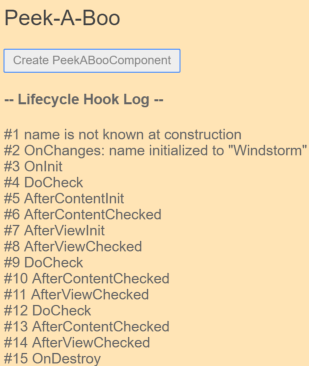 Peek-A-Boo
Create PeekABooComponent
-- Lifecycle Hook Log --
#1 name is not known at construction
#2 OnChanges: name initialized to "Windstorm"
#3 OnInit
#4 DoCheck
#5 AfterContentInit
#6 AfterContentChecked
#7 AfterViewInit
#8 AfterViewChecked
#9 DoCheck
#10 AfterContentChecked
#11 AfterViewChecked
#12 DoCheck
#13 AfterContentChecked
#14 AfterViewChecked
#15 OnDestroy